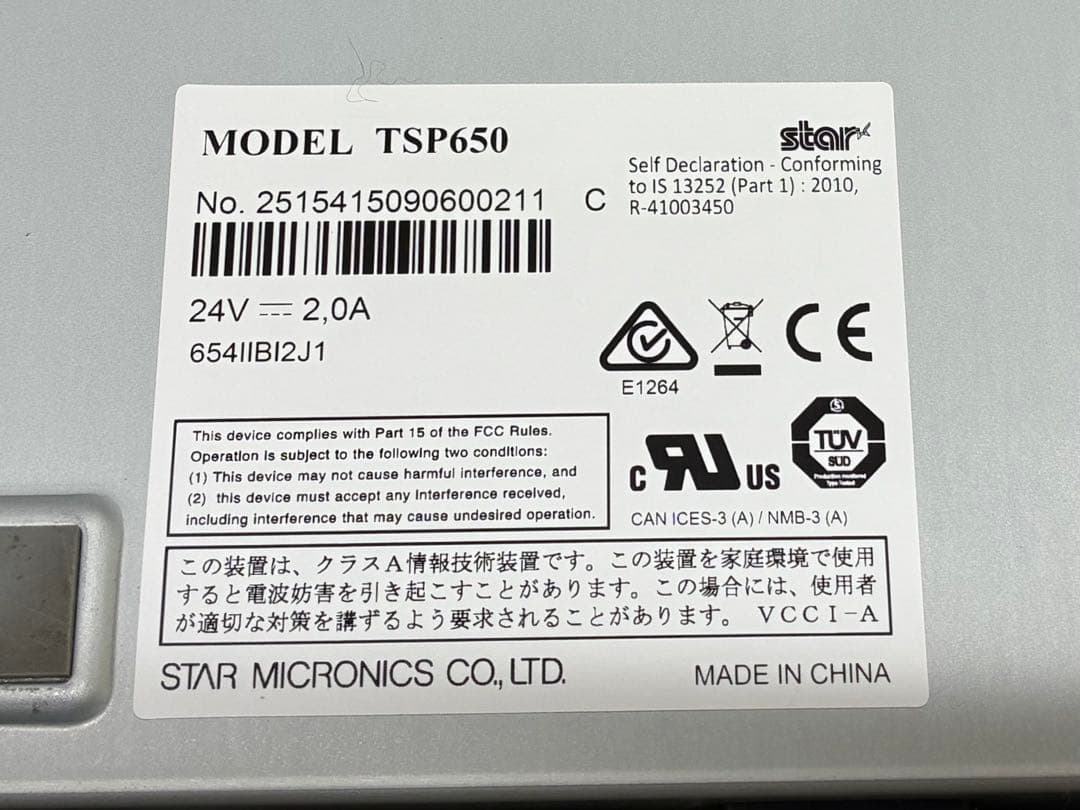 MODEL TSP650
star
Self Declaration - Conforming
to IS 13252 (Part 1) : 2010,
R-41003450
No. 2515415090600211 C
24V ⎓ 2,0A
654IIBI2J1
E1264
CE
This device complies with Part 15 of the FCC Rules.
Operation is subject to the following two conditions:
(1) This device may not cause harmful interference, and
(2) this device must accept any interference received,
including interference that may cause undesired operation.
c RU US
TÜV
SÜD
Production monitored
Type Tested
CAN ICES-3 (A) / NMB-3 (A)
この装置は、クラスA情報技術装置です。この装置を家庭環境で使用
すると電波妨害を引き起こすことがあります。この場合には、使用者
が適切な対策を講ずるよう要求されることがあります。 VCCI-A
STAR MICRONICS CO., LTD.
MADE IN CHINA